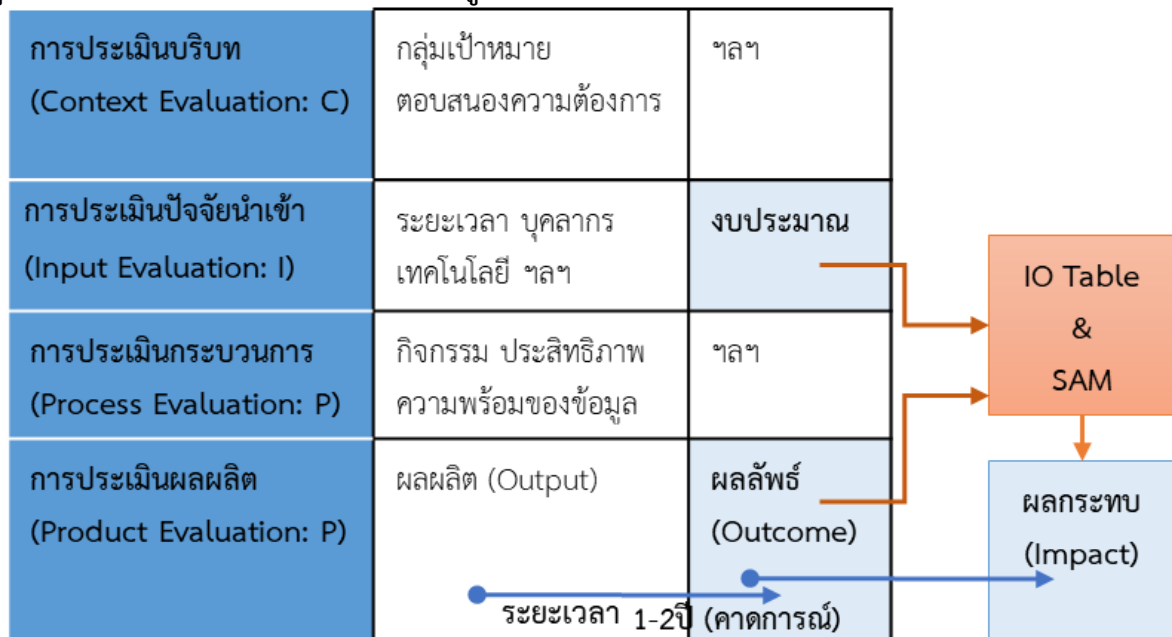 การประเมินบริบท
(Context Evaluation: C)
กลุ่มเป้าหมาย
ตอบสนองความต้องการ
ฯลฯ
การประเมินปัจจัยนำเข้า
(Input Evaluation: I)
ระยะเวลา บุคลากร
เทคโนโลยี ฯลฯ
งบประมาณ
การประเมินกระบวนการ
(Process Evaluation: P)
กิจกรรม ประสิทธิภาพ
ความพร้อมของข้อมูล
ฯลฯ
การประเมินผลผลิต
(Product Evaluation: P)
ผลผลิต (Output)
ผลลัพธ์
(Outcome)
ระยะเวลา 1-2ปี (คาดการณ์)
IO Table
&
SAM
ผลกระทบ
(Impact)